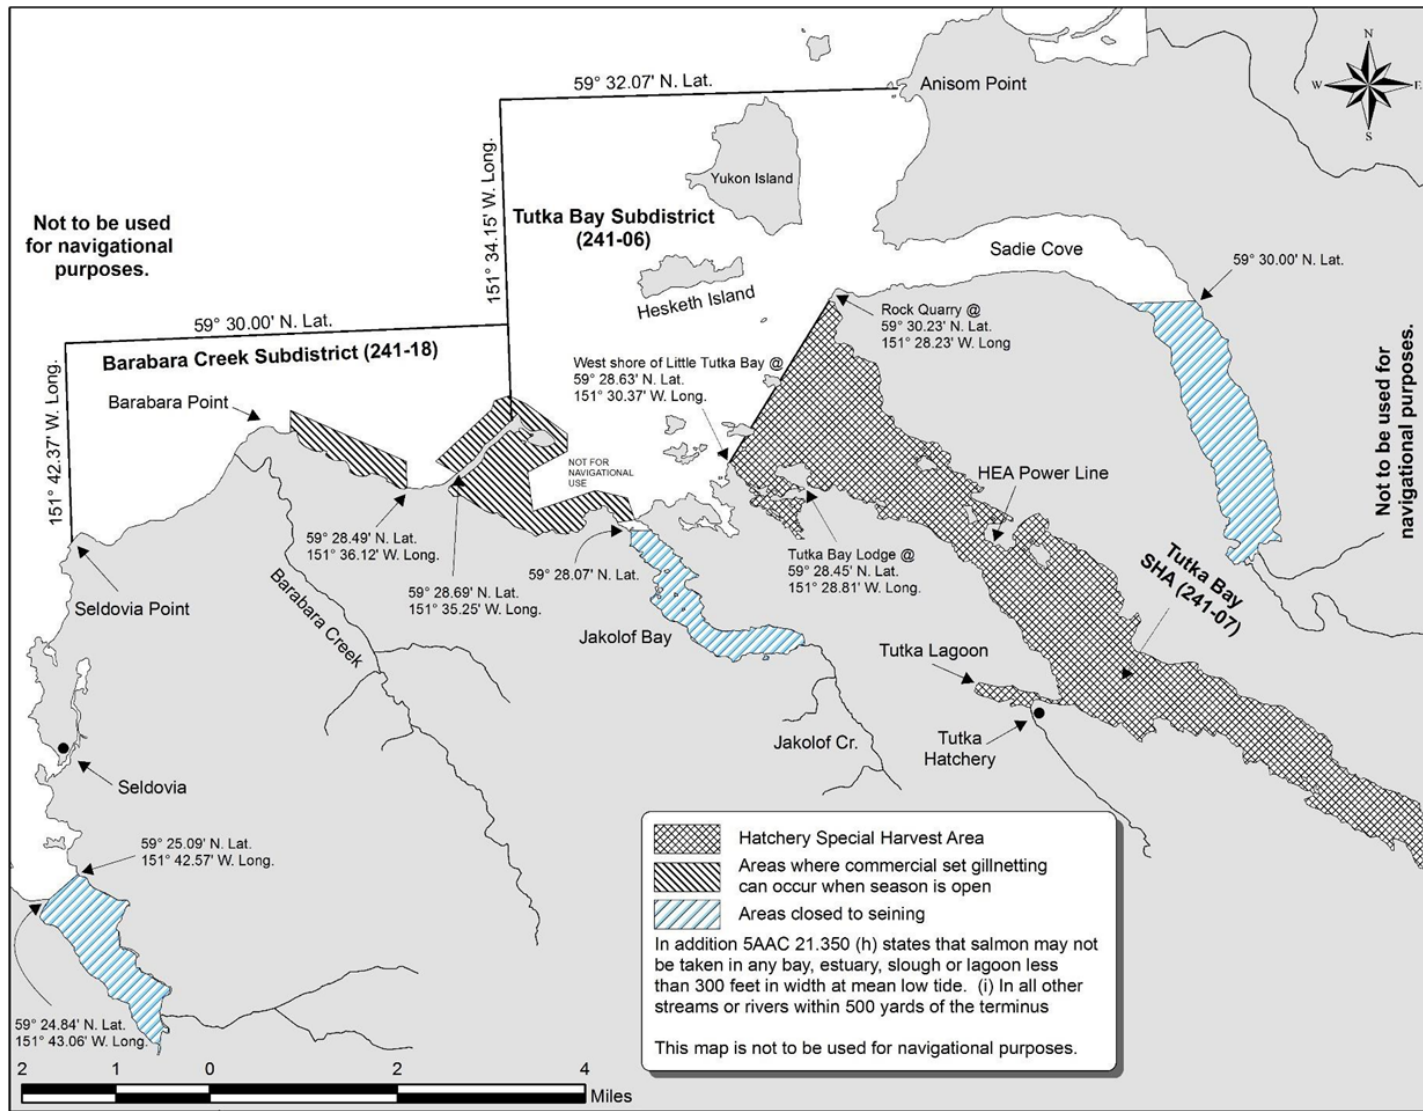 N
W
E
S
59° 32.07' N. Lat.
Anisom Point
151° 34.15' W. Long.
Yukon Island
Not to be used
for navigational
purposes.
Tutka Bay Subdistrict
(241-06)
Sadie Cove
59° 30.00' N. Lat.
Hesketh Island
59° 30.00' N. Lat.
Rock Quarry @
59° 30.23' N. Lat.
151° 28.23' W. Long
Barabara Creek Subdistrict (241-18)
West shore of Little Tutka Bay @
59° 28.63' N. Lat.
151° 30.37' W. Long.
Not to be used for
navigational purposes.
151° 42.37' W. Long.
Barabara Point
NOT FOR
NAVIGATIONAL
USE
HEA Power Line
59° 28.49' N. Lat.
151° 36.12' W. Long.
59° 28.69' N. Lat.
151° 35.25' W. Long.
59° 28.07' N. Lat.
Tutka Bay Lodge @
59° 28.45' N. Lat.
151° 28.81' W. Long.
Tutka Bay
SHA (241-07)
Seldovia Point
Barabara Creek
Jakolof Bay
Tutka Lagoon
Jakolof Cr.
Tutka
Hatchery
Seldovia
59° 25.09' N. Lat.
151° 42.57' W. Long.
Hatchery Special Harvest Area
Areas where commercial set gillnetting
can occur when season is open
Areas closed to seining
In addition 5AAC 21.350 (h) states that salmon may not
be taken in any bay, estuary, slough or lagoon less
than 300 feet in width at mean low tide. (i) In all other
streams or rivers within 500 yards of the terminus
This map is not to be used for navigational purposes.
59° 24.84' N. Lat.
151° 43.06' W. Long.
2 1 0 2 4
Miles